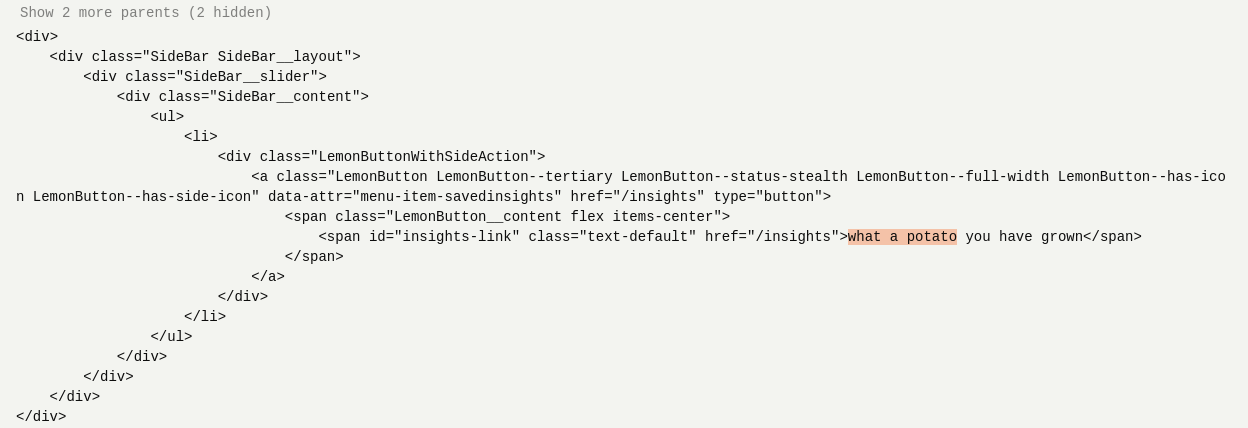 Show 2 more parents (2 hidden)
<div>
    <div class="SideBar SideBar__layout">
        <div class="SideBar__slider">
            <div class="SideBar__content">
                <ul>
                    <li>
                        <div class="LemonButtonWithSideAction">
                            <a class="LemonButton LemonButton--tertiary LemonButton--status-stealth LemonButton--full-width LemonButton--has-ico
n LemonButton--has-side-icon" data-attr="menu-item-savedinsights" href="/insights" type="button">
                                <span class="LemonButton__content flex items-center">
                                    <span id="insights-link" class="text-default" href="/insights">what a potato you have grown</span>
                                </span>
                            </a>
                        </div>
                    </li>
                </ul>
            </div>
        </div>
    </div>
</div>